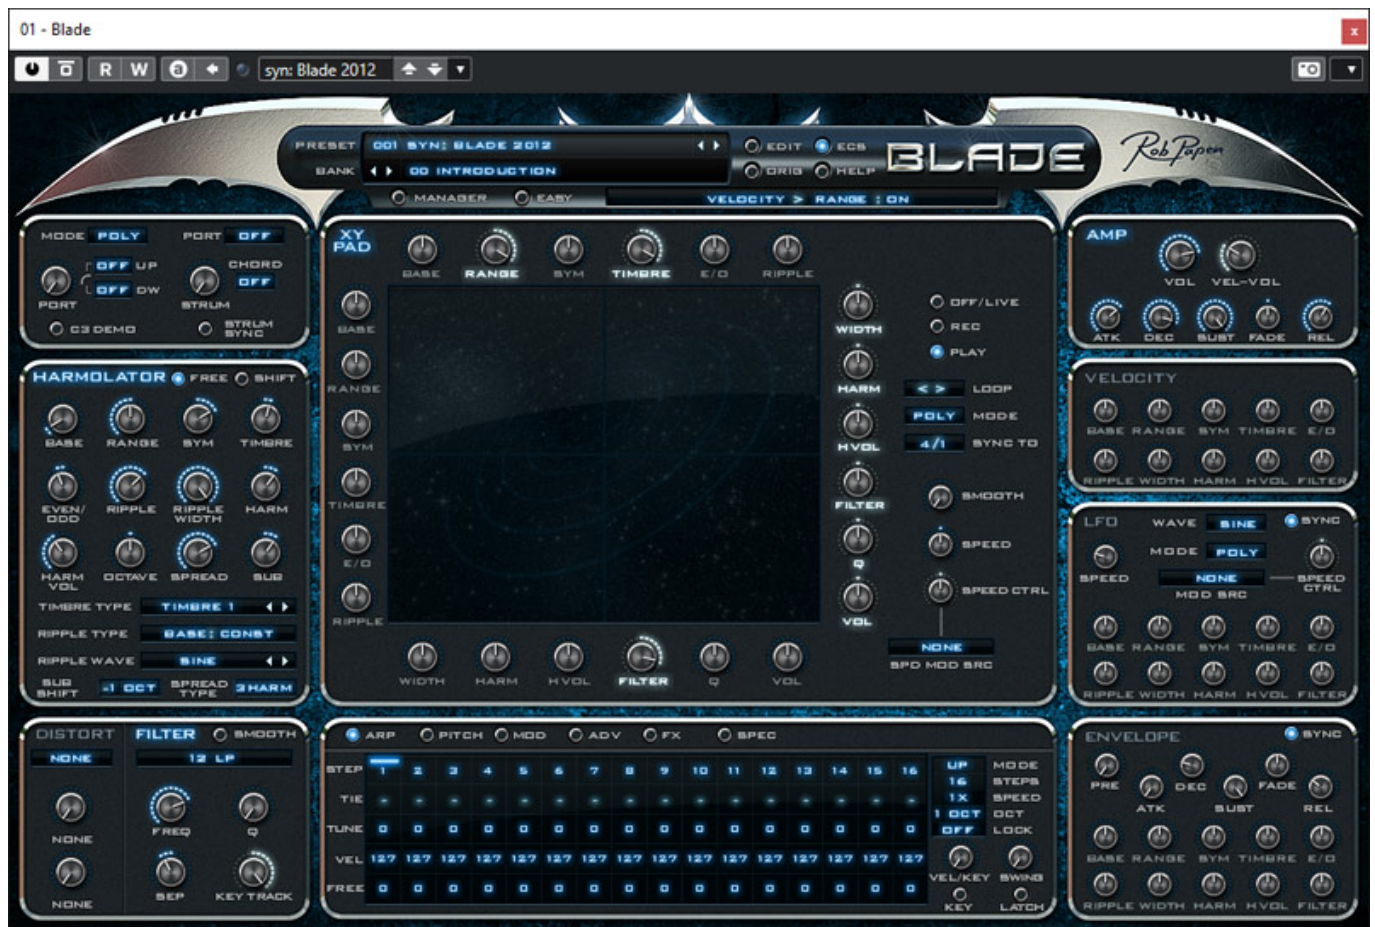 01 - Blade
x
R W a syn: Blade 2012
PRESET 001 SYN: BLADE 2012
EDIT ECS
BLADE
Rob Papen
BANK 00 INTRODUCTION
ORIG HELP
MANAGER EASY VELOCITY > RANGE : ON
MODE POLY PORT OFF
OFF UP CHORD
OFF DW OFF
PORT STRUM
C3 DEMO STRUM SYNC
HARMOLATOR FREE SHIFT
BASE RANGE SYM TIMBRE
EVEN/ODD RIPPLE RIPPLE WIDTH HARM
HARM VOL OCTAVE SPREAD SUB
TIMBRE TYPE TIMBRE 1
RIPPLE TYPE BASE: CONST
RIPPLE WAVE SINE
SUB SHIFT -1 OCT SPREAD TYPE 3 HARM
DISTORT FILTER SMOOTH
NONE 12 LP
NONE FREQ Q
NONE SEP KEY TRACK
XY PAD
BASE RANGE SYM TIMBRE E/O RIPPLE
BASE
RANGE
SYM
TIMBRE
E/O
RIPPLE
WIDTH
HARM
H VOL
FILTER
Q
VOL
WIDTH HARM H VOL FILTER Q VOL
OFF/LIVE
REC
PLAY
< > LOOP
POLY MODE
4/1 SYNC TO
SMOOTH
SPEED
SPEED CTRL
NONE
SPD MOD SRC
ARP PITCH MOD ADV FX SPEC
STEP 1 2 3 4 5 6 7 8 9 10 11 12 13 14 15 16
TIE - - - - - - - - - - - - - - - -
TUNE 0 0 0 0 0 0 0 0 0 0 0 0 0 0 0 0
VEL 127 127 127 127 127 127 127 127 127 127 127 127 127 127 127 127
FREE 0 0 0 0 0 0 0 0 0 0 0 0 0 0 0 0
UP MODE
16 STEPS
1X SPEED
1 OCT OCT
OFF LOCK
VEL/KEY SWING
KEY LATCH
AMP
VOL VEL-VOL
ATK DEC SUST FADE REL
VELOCITY
BASE RANGE SYM TIMBRE E/O
RIPPLE WIDTH HARM H VOL FILTER
LFO WAVE SINE SYNC
MODE POLY
SPEED NONE SPEED CTRL
MOD SRC
BASE RANGE SYM TIMBRE E/O
RIPPLE WIDTH HARM H VOL FILTER
ENVELOPE SYNC
PRE DEC FADE
ATK SUST REL
BASE RANGE SYM TIMBRE E/O
RIPPLE WIDTH HARM H VOL FILTER